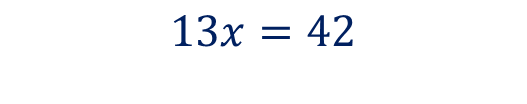 13𝑥 = 42